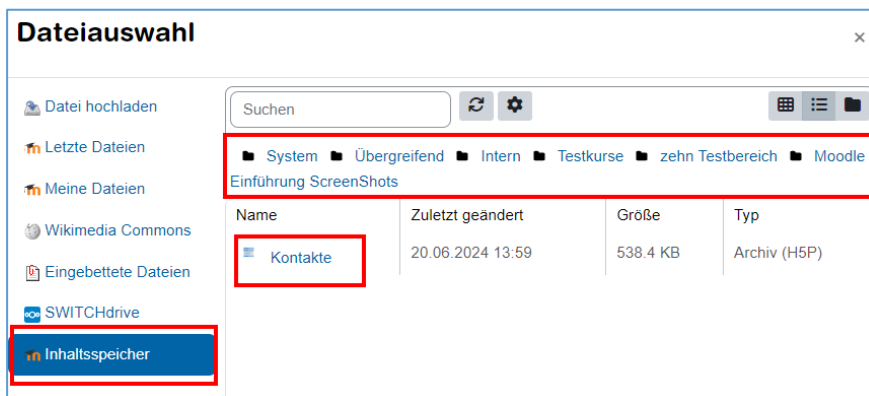 Dateiauswahl
×
Datei hochladen
Letzte Dateien
Meine Dateien
Wikimedia Commons
Eingebettete Dateien
SWITCHdrive
Inhaltsspeicher
Suchen
System Übergreifend Intern Testkurse zehn Testbereich Moodle
Einführung ScreenShots
Name Zuletzt geändert Größe Typ
Kontakte 20.06.2024 13:59 538.4 KB Archiv (H5P)